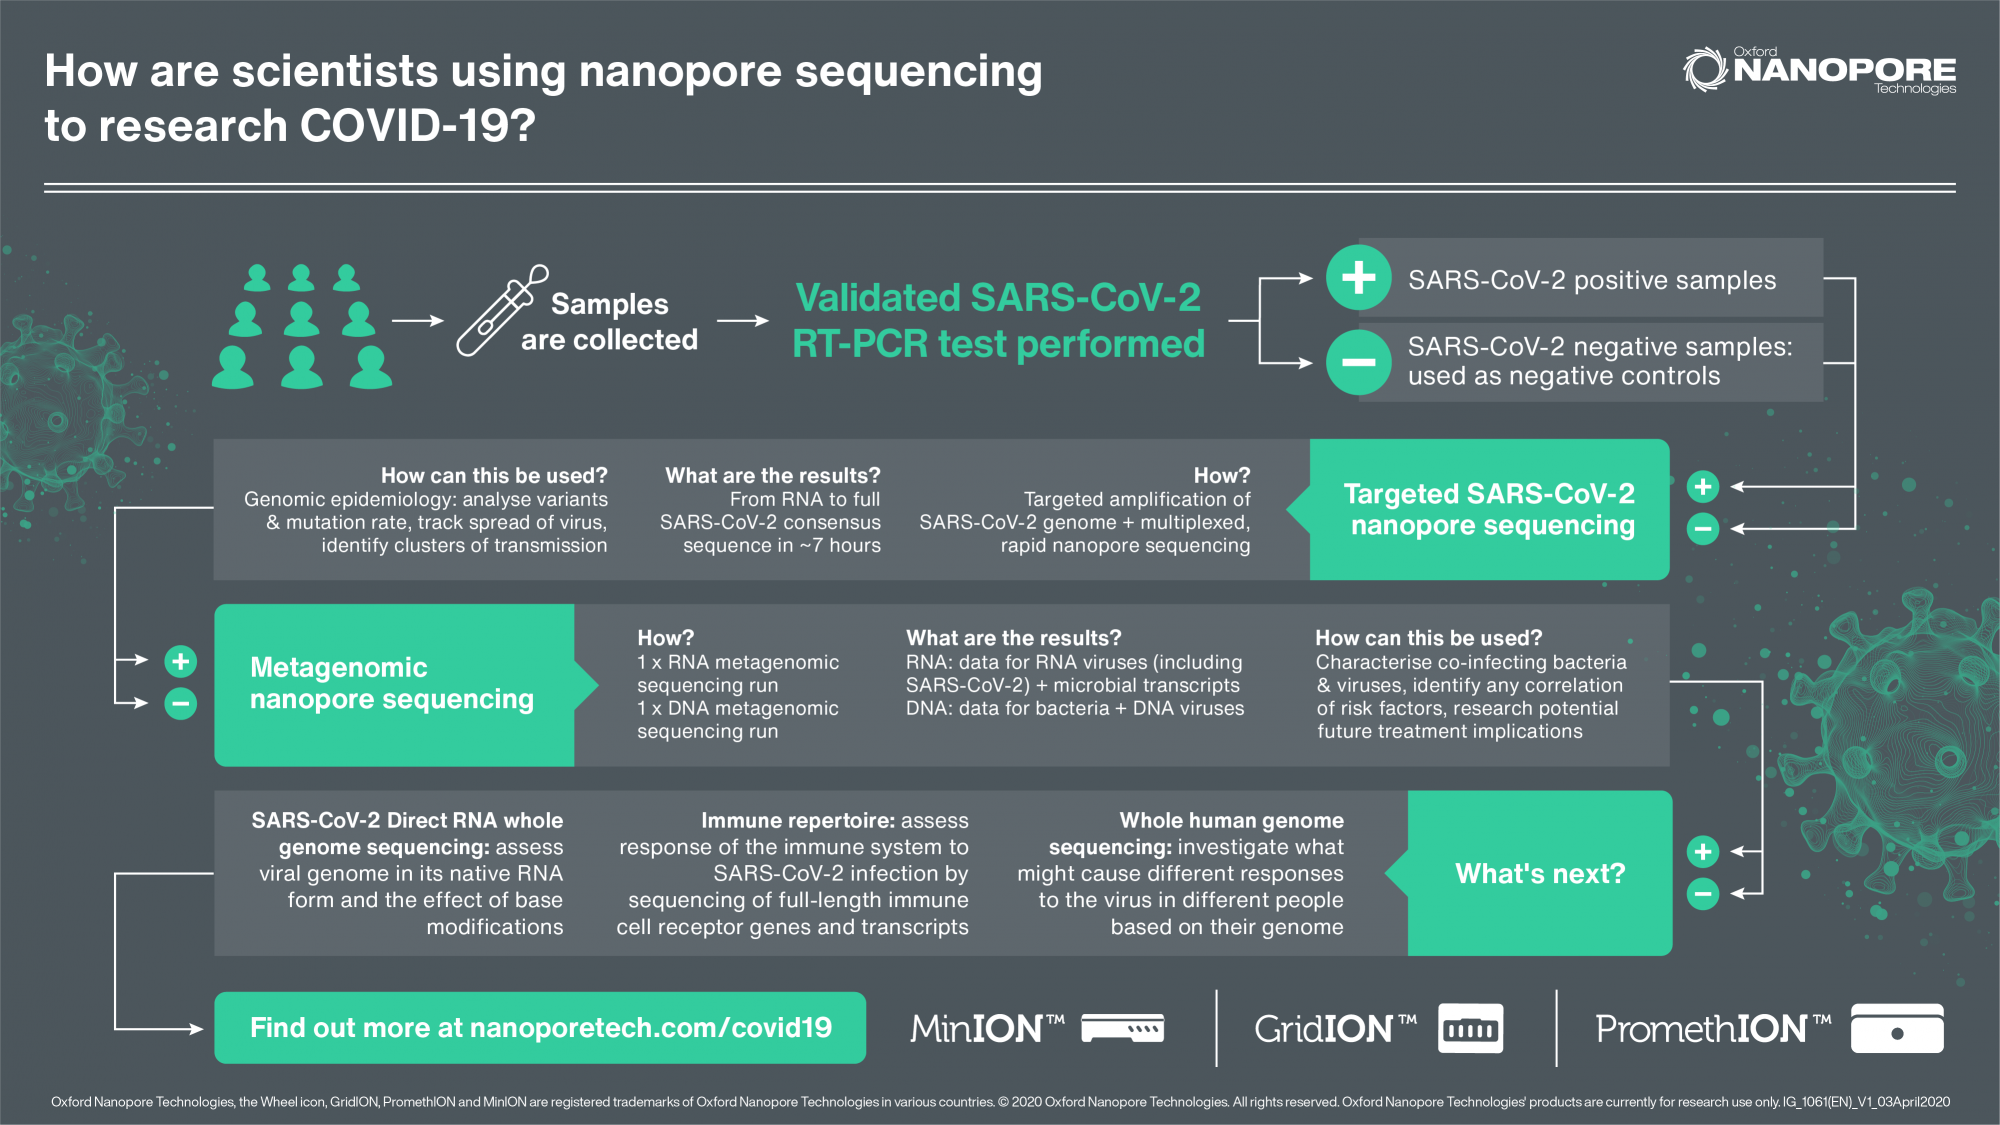 How are scientists using nanopore sequencing
to research COVID-19?
Oxford
NANOPORE
Technologies
Samples
are collected
Validated SARS-CoV-2
RT-PCR test performed
SARS-CoV-2 positive samples
SARS-CoV-2 negative samples:
used as negative controls
Targeted SARS-CoV-2
nanopore sequencing
How?
Targeted amplification of
SARS-CoV-2 genome + multiplexed,
rapid nanopore sequencing
What are the results?
From RNA to full
SARS-CoV-2 consensus
sequence in ~7 hours
How can this be used?
Genomic epidemiology: analyse variants
& mutation rate, track spread of virus,
identify clusters of transmission
Metagenomic
nanopore sequencing
How?
1 x RNA metagenomic
sequencing run
1 x DNA metagenomic
sequencing run
What are the results?
RNA: data for RNA viruses (including
SARS-CoV-2) + microbial transcripts
DNA: data for bacteria + DNA viruses
How can this be used?
Characterise co-infecting bacteria
& viruses, identify any correlation
of risk factors, research potential
future treatment implications
What's next?
Whole human genome
sequencing: investigate what
might cause different responses
to the virus in different people
based on their genome
Immune repertoire: assess
response of the immune system to
SARS-CoV-2 infection by
sequencing of full-length immune
cell receptor genes and transcripts
SARS-CoV-2 Direct RNA whole
genome sequencing: assess
viral genome in its native RNA
form and the effect of base
modifications
Find out more at nanoporetech.com/covid19
MinION™
GridION™
PromethION™
Oxford Nanopore Technologies, the Wheel icon, GridION, PromethION and MinION are registered trademarks of Oxford Nanopore Technologies in various countries. © 2020 Oxford Nanopore Technologies. All rights reserved. Oxford Nanopore Technologies' products are currently for research use only. IG_1061(EN)_V1_03April2020